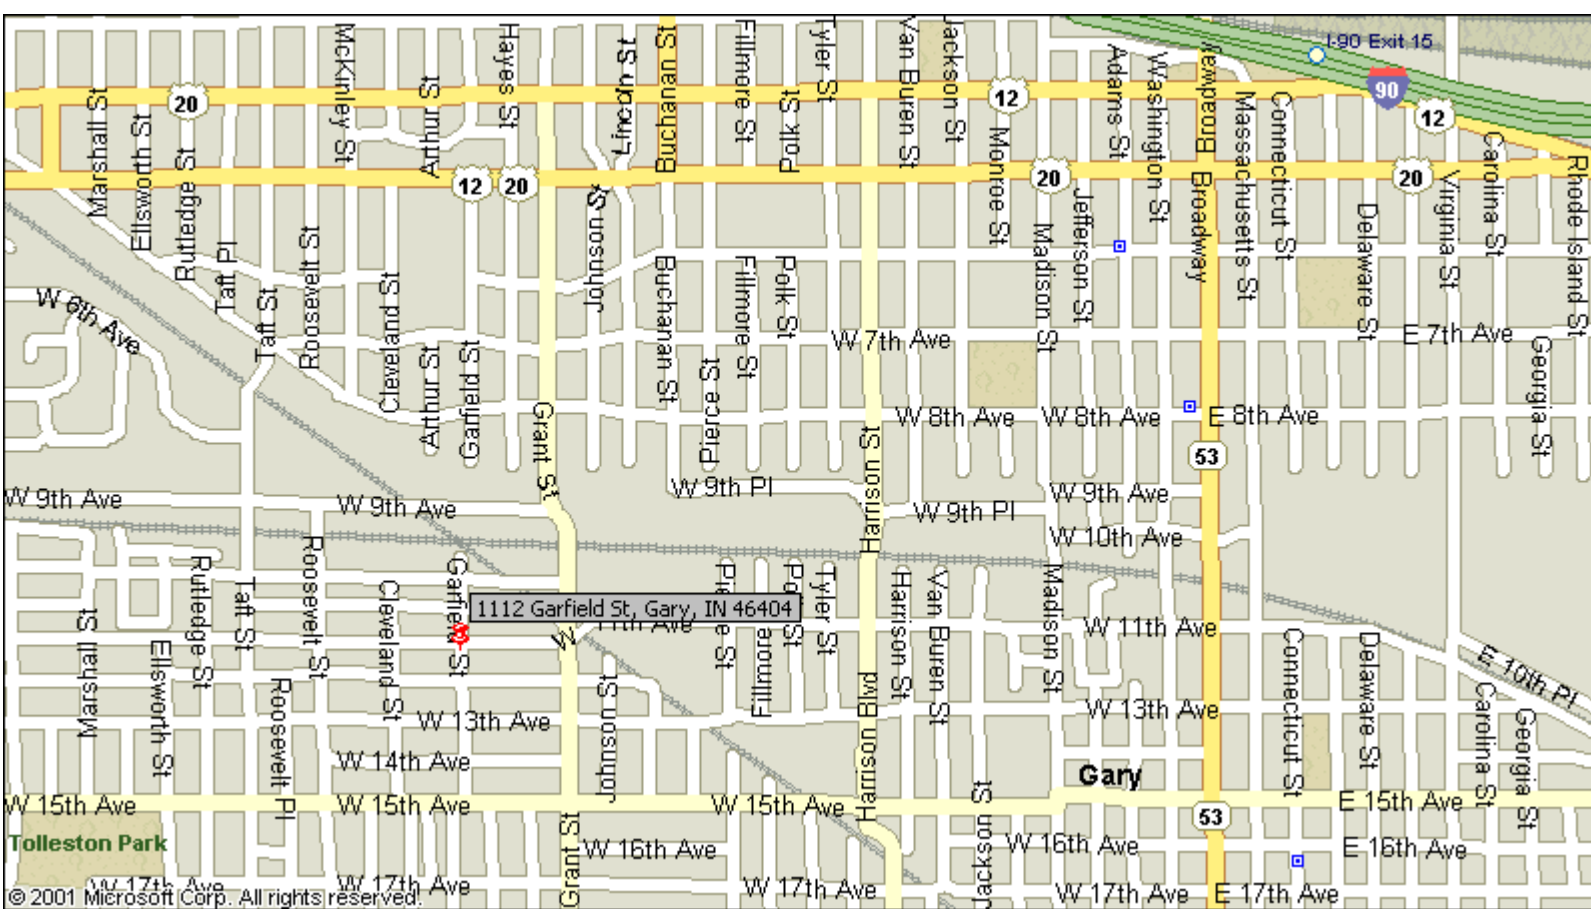 I-90 Exit 15
90
20
12
12
12
20
20
20
McKinley St
Hayes St
Lincoln St
Buchanan St
Fillmore St
Tyler St
Van Buren St
Jackson St
Adams St
Washington St
Broadway
Massachusetts St
Connecticut St
Marshall St
Ellsworth St
Rutledge St
Arthur St
Polk St
Monroe St
Carolina St
Virginia St
Rhode Island St
Taft Pl
Roosevelt St
Johnson St
Madison St
Jefferson St
Broadway
Delaware St
W 6th Ave
Taft St
Cleveland St
Arthur St
Garfield St
Buchanan St
Fillmore St
Polk St
Pierce St
W 7th Ave
E 7th Ave
Georgia St
W 8th Ave
W 8th Ave
E 8th Ave
Grant St
Harrison St
53
W 9th Ave
W 9th Ave
W 9th Pl
W 9th Pl
W 9th Ave
W 10th Ave
Rutledge St
Taft St
Roosevelt St
Cleveland St
Garfield St
1112 Garfield St, Gary, IN 46404
11th Ave
Tyler St
Harrison St
Van Buren St
Madison St
W 11th Ave
E 10th Pl
Marshall St
Ellsworth St
Roosevelt Pl
Johnson St
Fillmore
Harrison Blvd
Connecticut St
Delaware St
Carolina St
Georgia St
W 13th Ave
W 13th Ave
W 14th Ave
Gary
W 15th Ave
W 15th Ave
W 15th Ave
E 15th Ave
53
Tolleston Park
Grant St
Jackson St
W 16th Ave
W 16th Ave
E 16th Ave
W 17th Ave
W 17th Ave
W 17th Ave
W 17th Ave
E 17th Ave
© 2001 Microsoft Corp. All rights reserved.